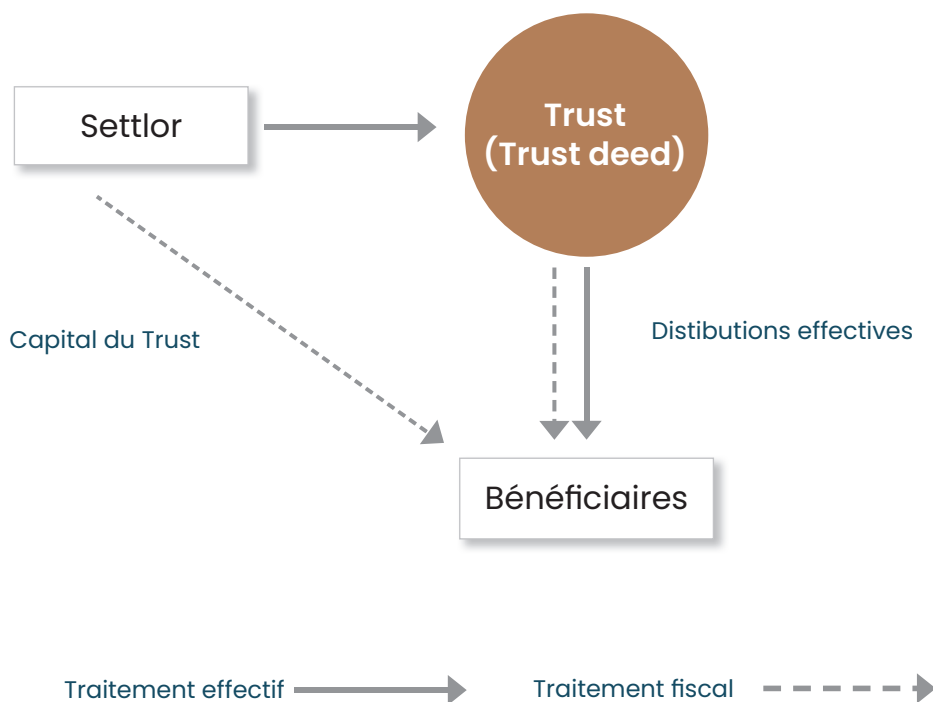 Settlor
Trust
(Trust deed)
Capital du Trust
Distibutions effectives
Bénéficiaires
Traitement effectif
Traitement fiscal